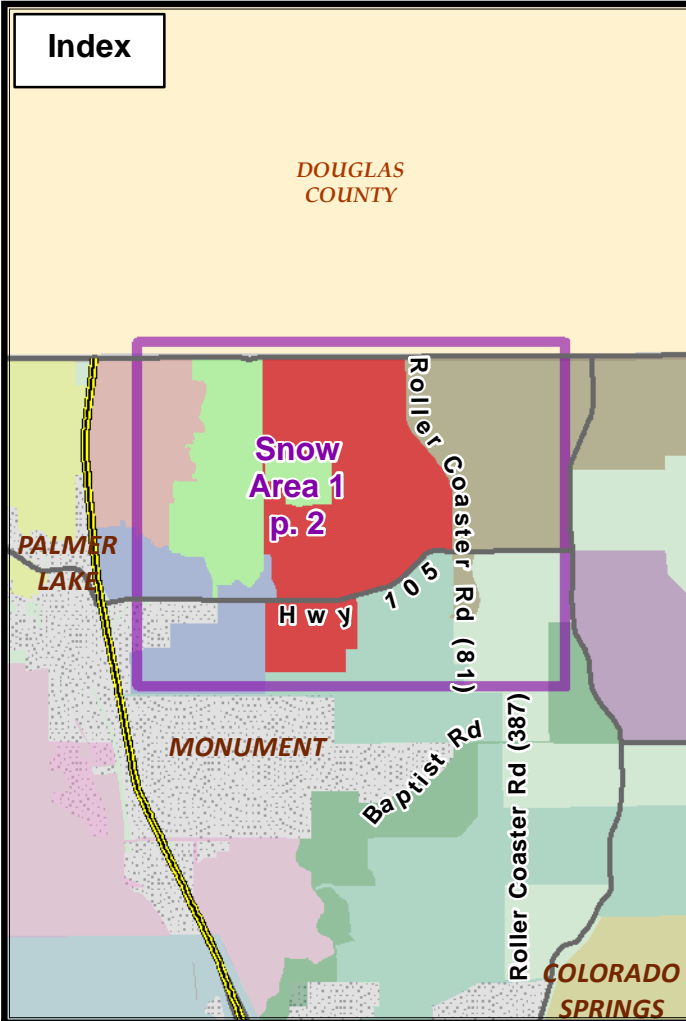 Index
DOUGLAS
COUNTY
Roller Coaster Rd (81)
Snow
Area 1
p. 2
PALMER
LAKE
Hwy 105
MONUMENT
Baptist Rd
Roller Coaster Rd (387)
COLORADO
SPRINGS